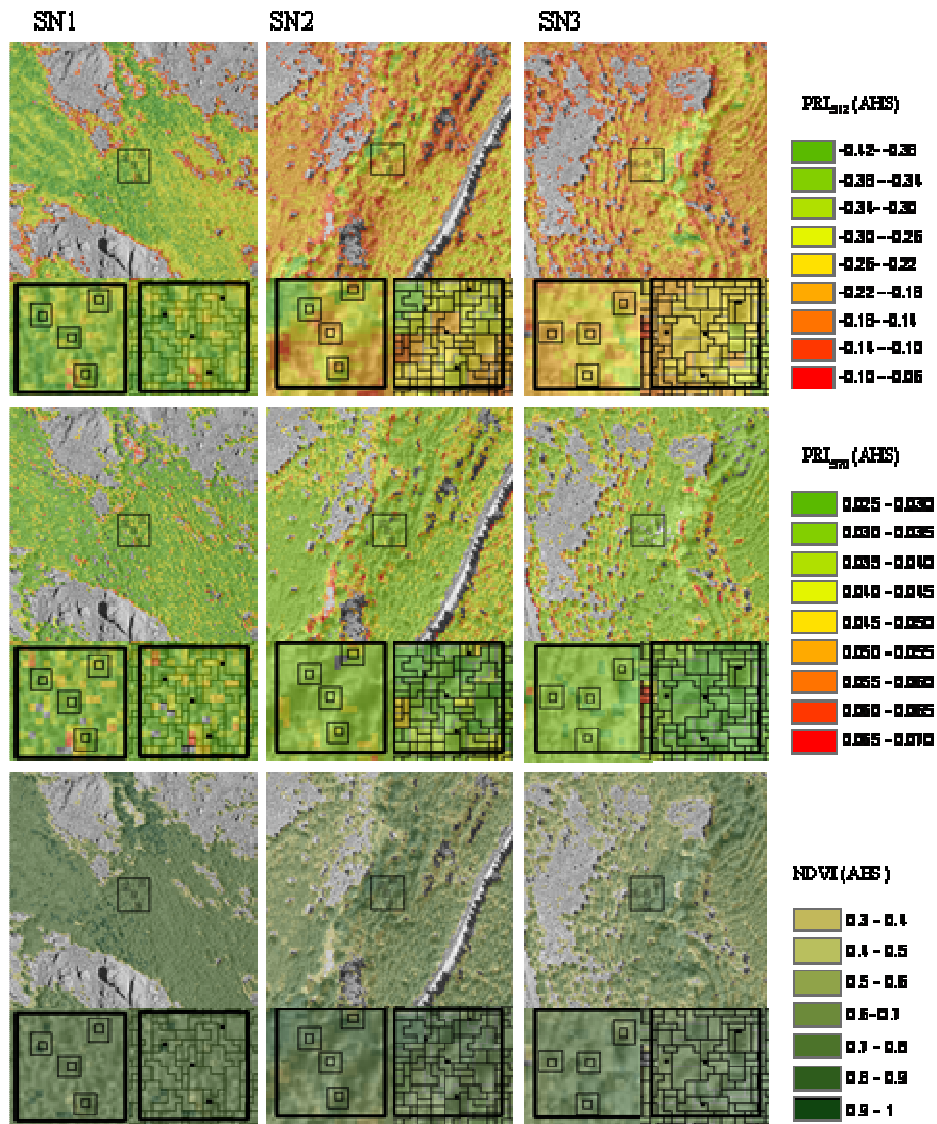 SN1
SN2
SN3
PRI512 (AHS)
-0.42--0.38
-0.38--0.34
-0.34--0.30
-0.30--0.26
-0.26--0.22
-0.22--0.18
-0.18--0.14
-0.14--0.10
-0.10--0.06
PRI570 (AHS)
0.025 - 0.030
0.030 - 0.035
0.035 - 0.040
0.040 - 0.045
0.045 - 0.050
0.050 - 0.055
0.055 - 0.060
0.060 - 0.065
0.065 - 0.070
NDVI (AHS)
0.3 - 0.4
0.4 - 0.5
0.5 - 0.6
0.6-0.7
0.7 - 0.8
0.8 - 0.9
0.9 - 1